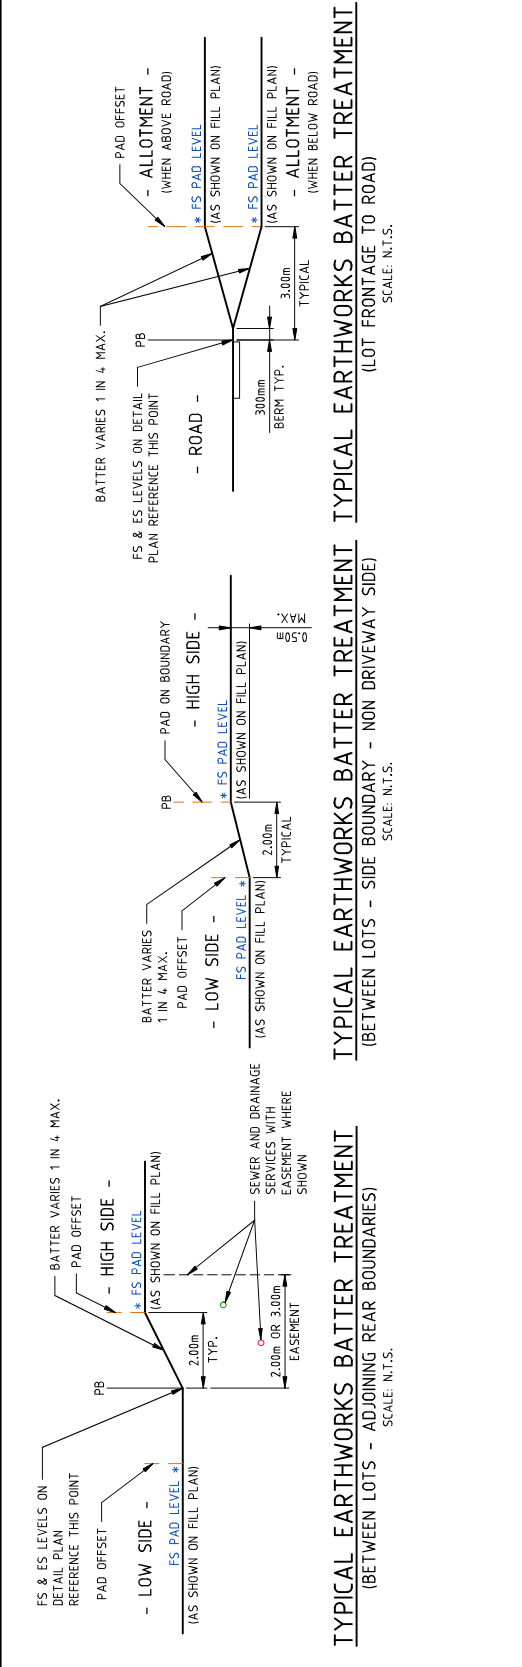 FS & ES LEVELS ON
DETAIL PLAN
REFERENCE THIS POINT
PAD OFFSET
- LOW SIDE -
FS PAD LEVEL *
(AS SHOWN ON FILL PLAN)
PB
BATTER VARIES 1 IN 4 MAX.
PAD OFFSET
- HIGH SIDE -
* FS PAD LEVEL
(AS SHOWN ON FILL PLAN)
2.00m
TYP.
2.00m OR 3.00m
EASEMENT
SEWER AND DRAINAGE
SERVICES WITH
EASEMENT WHERE
SHOWN
TYPICAL EARTHWORKS BATTER TREATMENT
(BETWEEN LOTS - ADJOINING REAR BOUNDARIES)
SCALE: N.T.S.
BATTER VARIES
1 IN 4 MAX.
PAD OFFSET
- LOW SIDE -
FS PAD LEVEL *
(AS SHOWN ON FILL PLAN)
PB
PAD ON BOUNDARY
- HIGH SIDE -
* FS PAD LEVEL
(AS SHOWN ON FILL PLAN)
2.00m
TYPICAL
0.50m
MAX.
TYPICAL EARTHWORKS BATTER TREATMENT
(BETWEEN LOTS - SIDE BOUNDARY - NON DRIVEWAY SIDE)
SCALE: N.T.S.
BATTER VARIES 1 IN 4 MAX.
FS & ES LEVELS ON DETAIL
PLAN REFERENCE THIS POINT
PB
- ROAD -
PAD OFFSET
- ALLOTMENT -
(WHEN ABOVE ROAD)
* FS PAD LEVEL
(AS SHOWN ON FILL PLAN)
* FS PAD LEVEL
(AS SHOWN ON FILL PLAN)
- ALLOTMENT -
(WHEN BELOW ROAD)
300mm
BERM TYP.
3.00m
TYPICAL
TYPICAL EARTHWORKS BATTER TREATMENT
(LOT FRONTAGE TO ROAD)
SCALE: N.T.S.